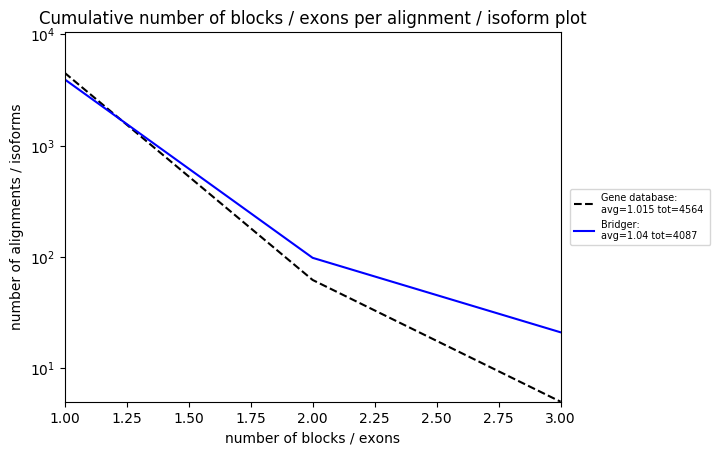 Cumulative number of blocks / exons per alignment / isoform plot
number of alignments / isoforms
10^4
10^3
10^2
10^1
1.00 1.25 1.50 1.75 2.00 2.25 2.50 2.75 3.00
number of blocks / exons
Gene database:
avg=1.015 tot=4564
Bridger:
avg=1.04 tot=4087